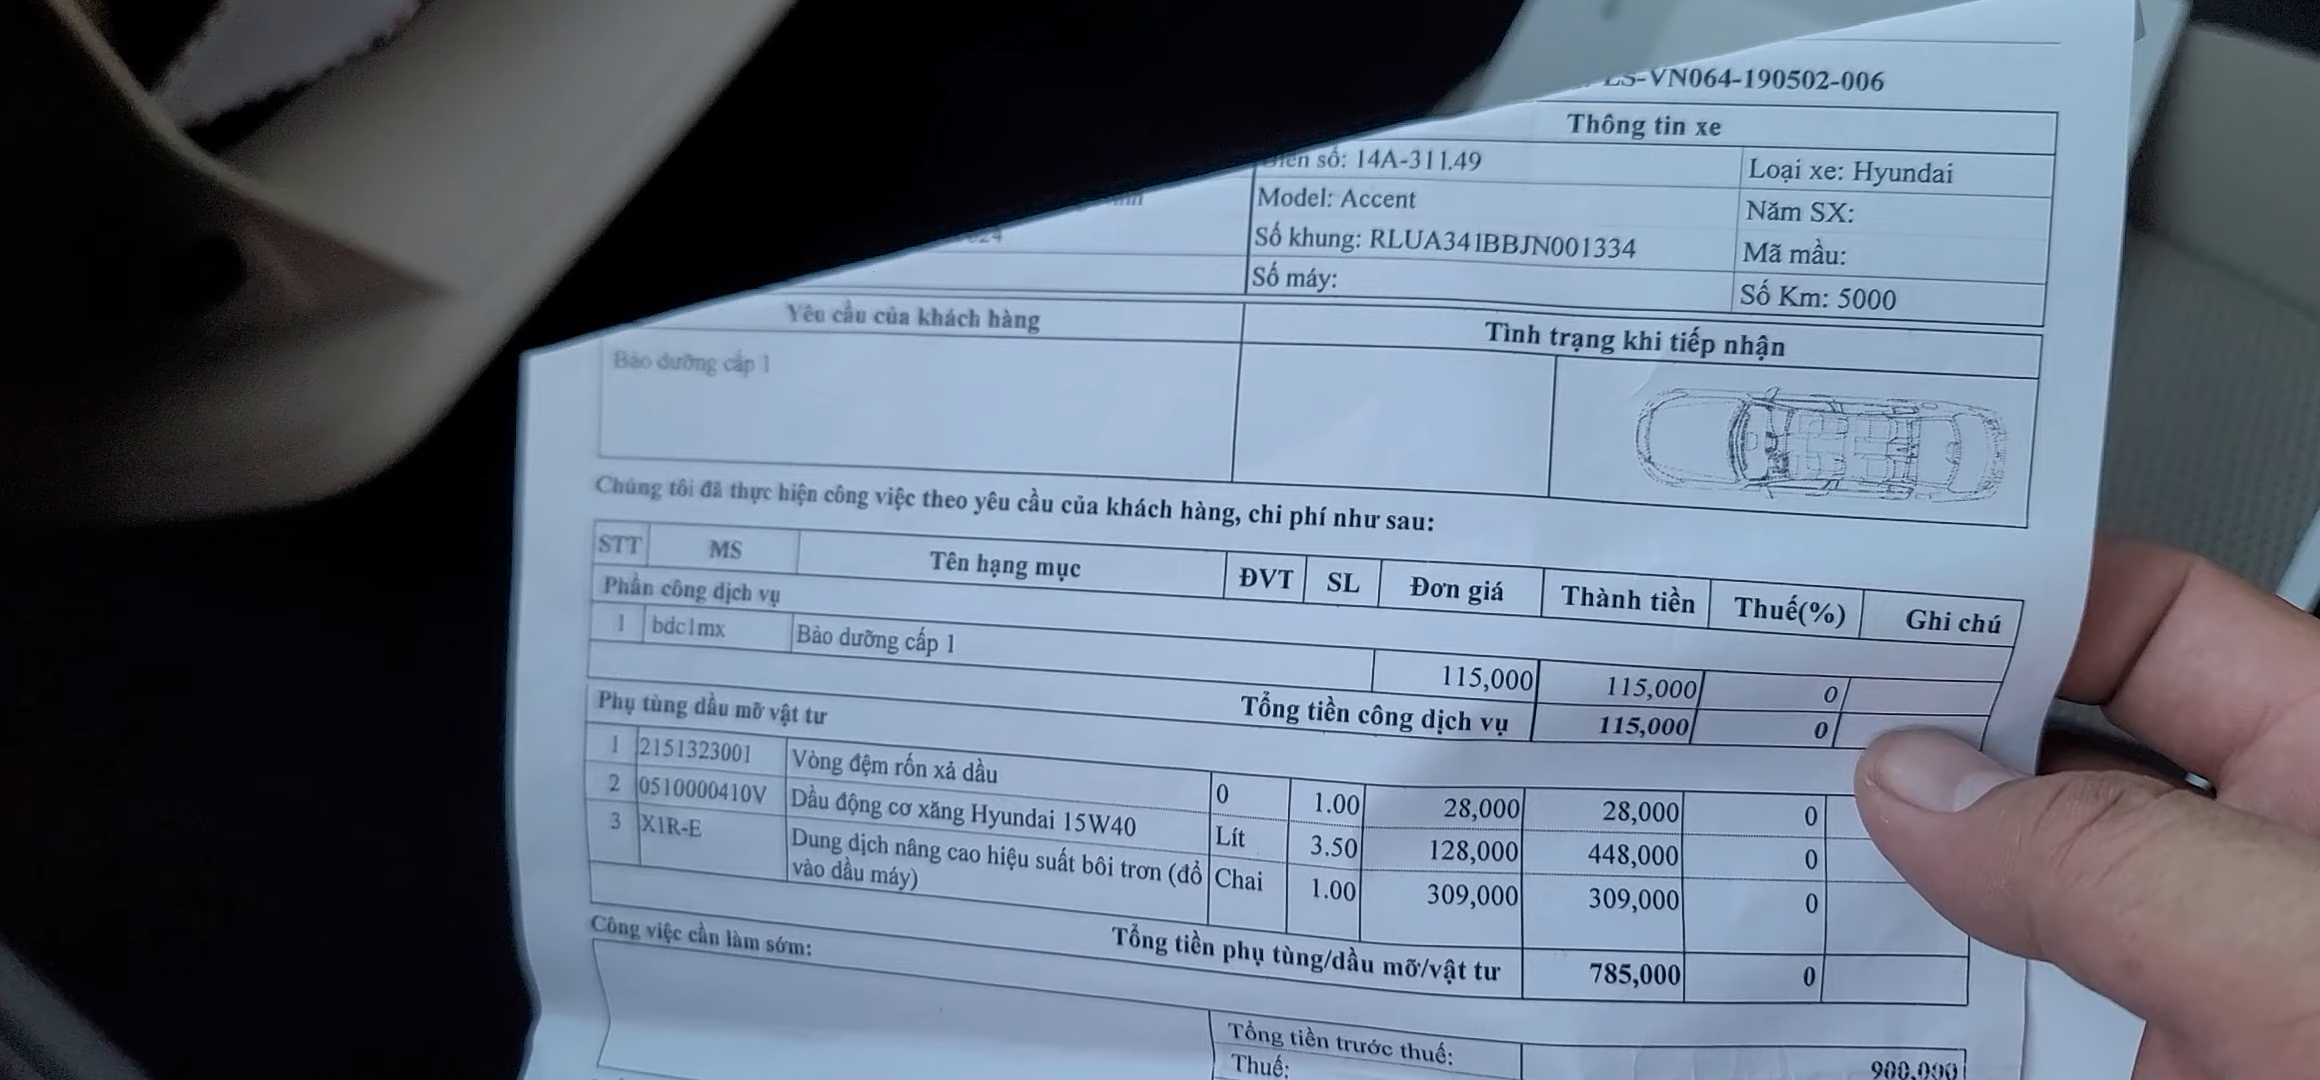 ES-VN064-190502-006
Thông tin xe
Biển số: 14A-311.49
Loại xe: Hyundai
Model: Accent
Năm SX:
Số khung: RLUA341BBJN001334
Mã mầu:
Số máy:
Số Km: 5000
Yêu cầu của khách hàng
Tình trạng khi tiếp nhận
Bảo dưỡng cấp 1
Chúng tôi đã thực hiện công việc theo yêu cầu của khách hàng, chi phí như sau:
STT MS Tên hạng mục ĐVT SL Đơn giá Thành tiền Thuế(%) Ghi chú
Phần công dịch vụ
1 bdc1mx Bảo dưỡng cấp 1 115,000 115,000 0
Tổng tiền công dịch vụ 115,000 0
Phụ tùng dầu mỡ vật tư
1 2151323001 Vòng đệm rốn xả dầu 0 1.00 28,000 28,000 0
2 0510000410V Dầu động cơ xăng Hyundai 15W40 Lít 3.50 128,000 448,000 0
3 X1R-E Dung dịch nâng cao hiệu suất bôi trơn (đổ Chai 1.00 309,000 309,000 0
vào dầu máy)
Tổng tiền phụ tùng/dầu mỡ/vật tư 785,000 0
Công việc cần làm sớm:
Tổng tiền trước thuế: 900,000
Thuế: